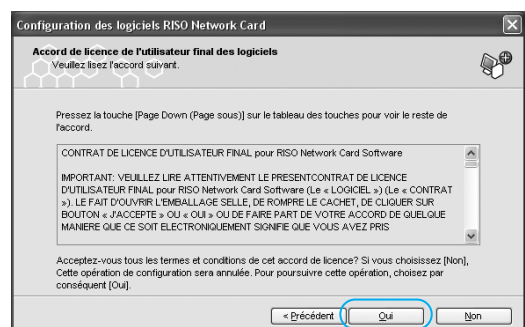 Configuration des logiciels RISO Network Card
Accord de licence de l'utilisateur final des logiciels
Veuillez lisez l'accord suivant.
Pressez la touche [Page Down (Page sous)] sur le tableau des touches pour voir le reste de
l'accord.
CONTRAT DE LICENCE D'UTILISATEUR FINAL pour RISO Network Card Software
IMPORTANT: VEUILLEZ LIRE ATTENTIVEMENT LE PRESENTCONTRAT DE LICENCE
D'UTILISATEUR FINAL pour RISO Network Card Software (Le « LOGICIEL ») (Le « CONTRAT
»). LE FAIT D'OUVRIR L'EMBALLAGE SELLE, DE ROMPRE LE CACHET, DE CLIQUER SUR
BOUTON « J'ACCEPTE » OU « OUI » OU DE FAIRE PART DE VOTRE ACCORD DE QUELQUE
MANIERE QUE CE SOIT ELECTRONIQUEMENT SIGNIFIE QUE VOUS AVEZ PRIS
Acceptez-vous tous les termes et conditions de cet accord de licence? Si vous choisissez [Non],
Cette opération de configuration sera annulée. Pour poursuivre cette opération, choizes par
conséquent [Oui].
< Précédent Oui Non